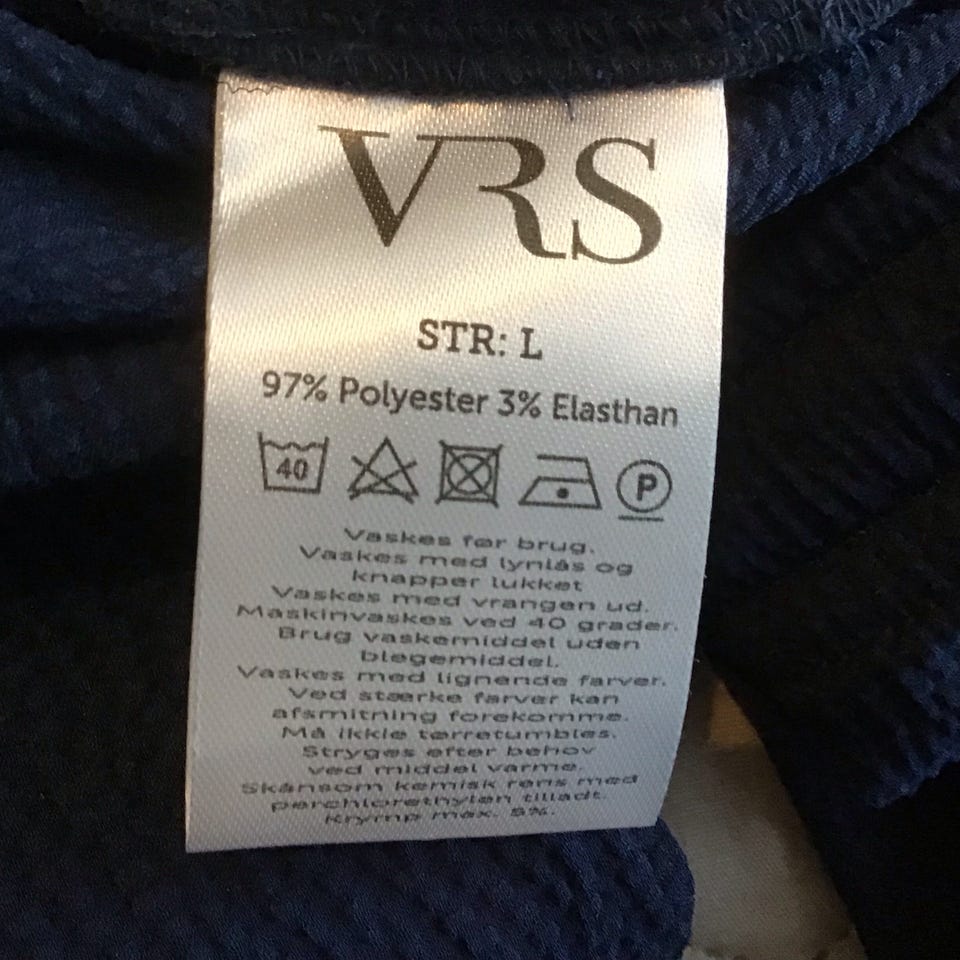 VRS
STR: L
97% Polyester 3% Elasthan
40
P
Vaskes før brug.
Vaskes med lynlås og
knapper lukket
Vaskes med vrangen ud.
Maskinvaskes ved 40 grader.
Brug vaskemiddel uden
blegemiddel.
Vaskes med lignende farver.
Ved stærke farver kan
afsmitning forekomme.
Må ikkle tørretumbles.
Stryges efter behov
ved middel varme.
Skånsom kemisk rens med
perchlorethylen tilladt.
Krymp max. 5%.